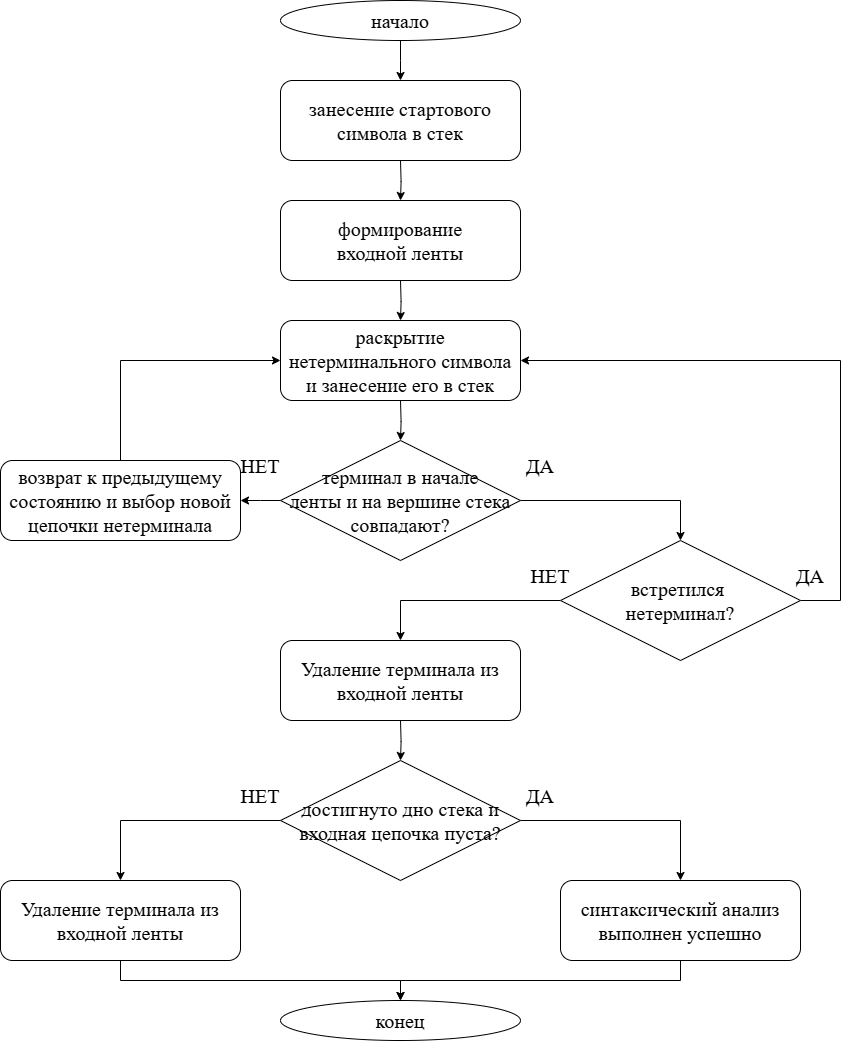 начало
занесение стартового
символа в стек
формирование
входной ленты
раскрытие
нетерминального символа
и занесение его в стек
НЕТ
ДА
возврат к предыдущему
состоянию и выбор новой
цепочки нетерминала
терминал в начале
ленты и на вершине стека
совпадают?
НЕТ
ДА
встретился
нетерминал?
Удаление терминала из
входной ленты
НЕТ
ДА
достигнуто дно стека и
входная цепочка пуста?
Удаление терминала из
входной ленты
синтаксический анализ
выполнен успешно
конец